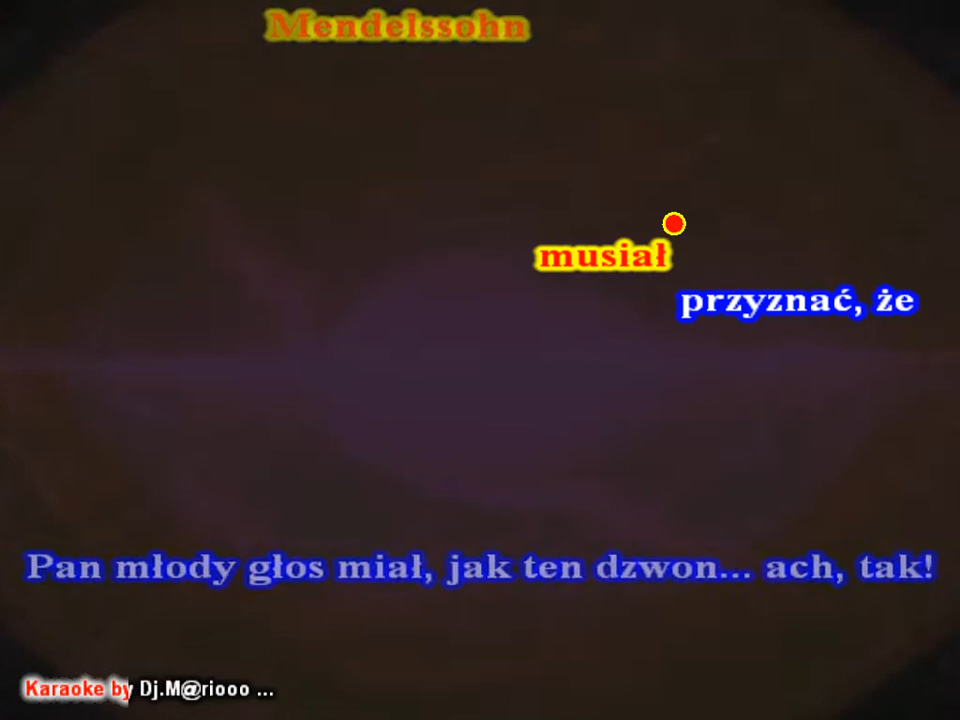 Mendelssohn
musiał
przyznać, że
Pan młody głos miał, jak ten dzwon... ach, tak!
Karaoke by Dj.M@riooo ...